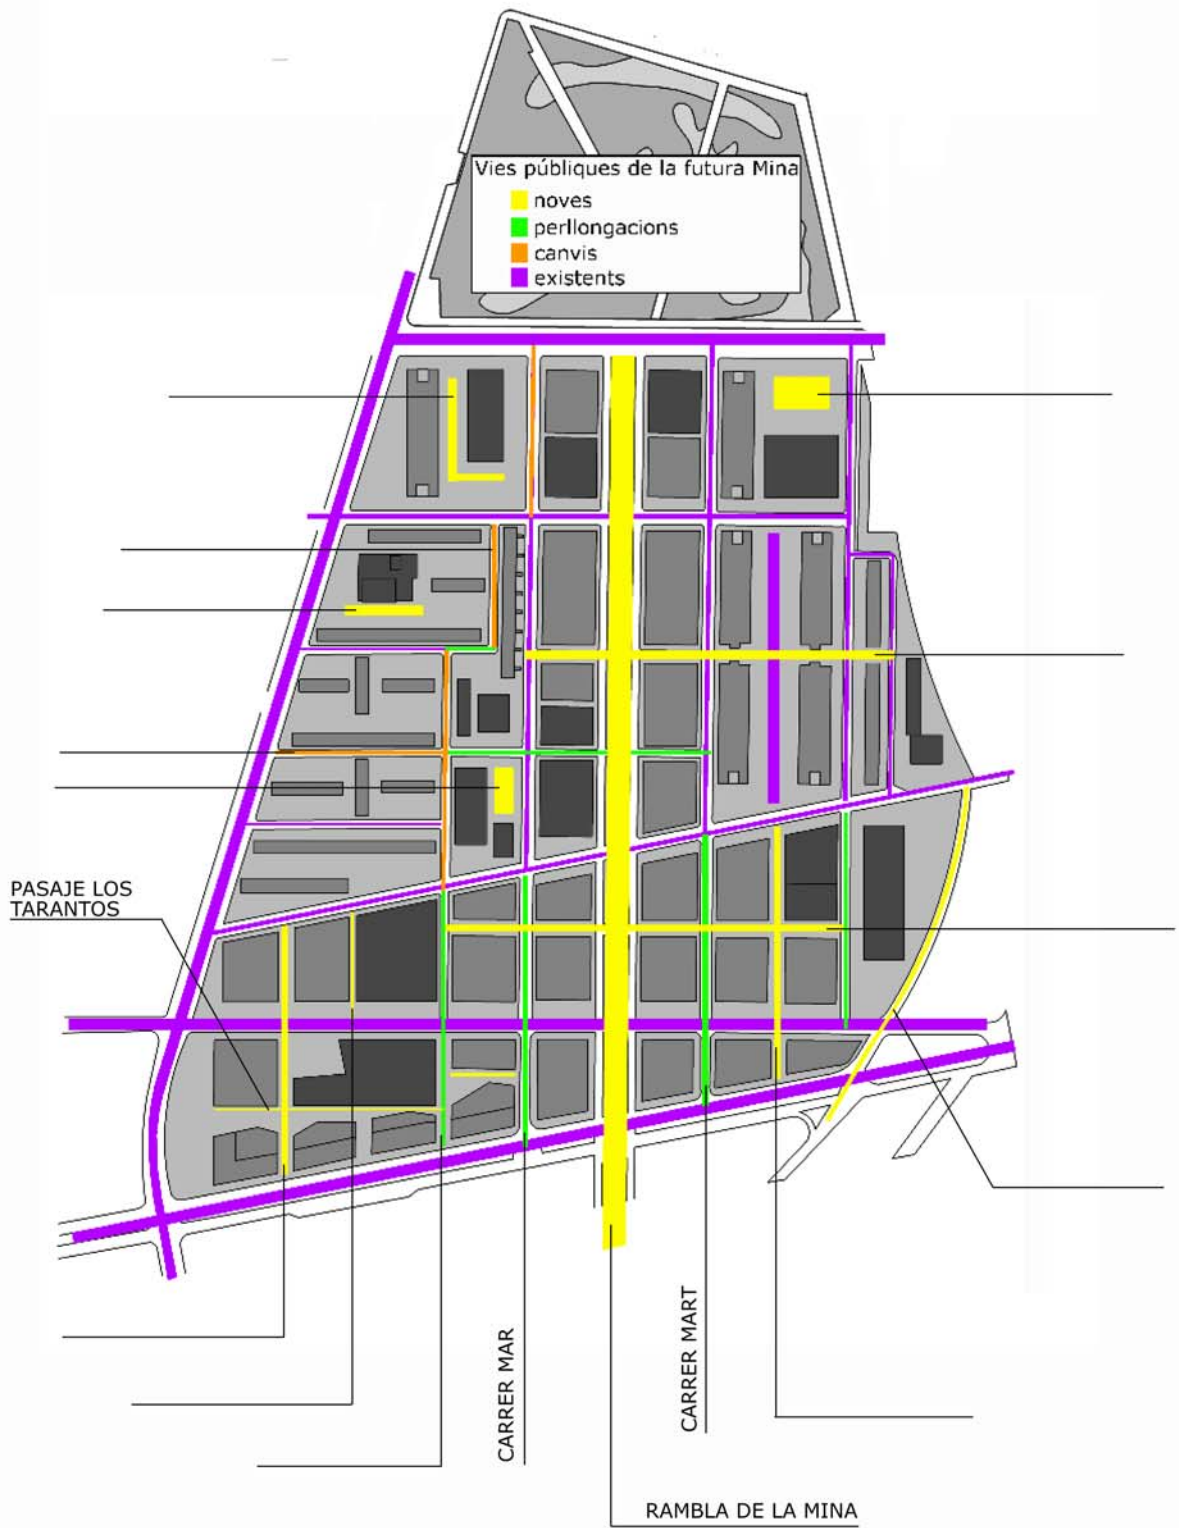 Vies públiques de la futura Mina
noves
perllongacions
canvis
existents
PASAJE LOS
TARANTOS
CARRER MAR
CARRER MART
RAMBLA DE LA MINA